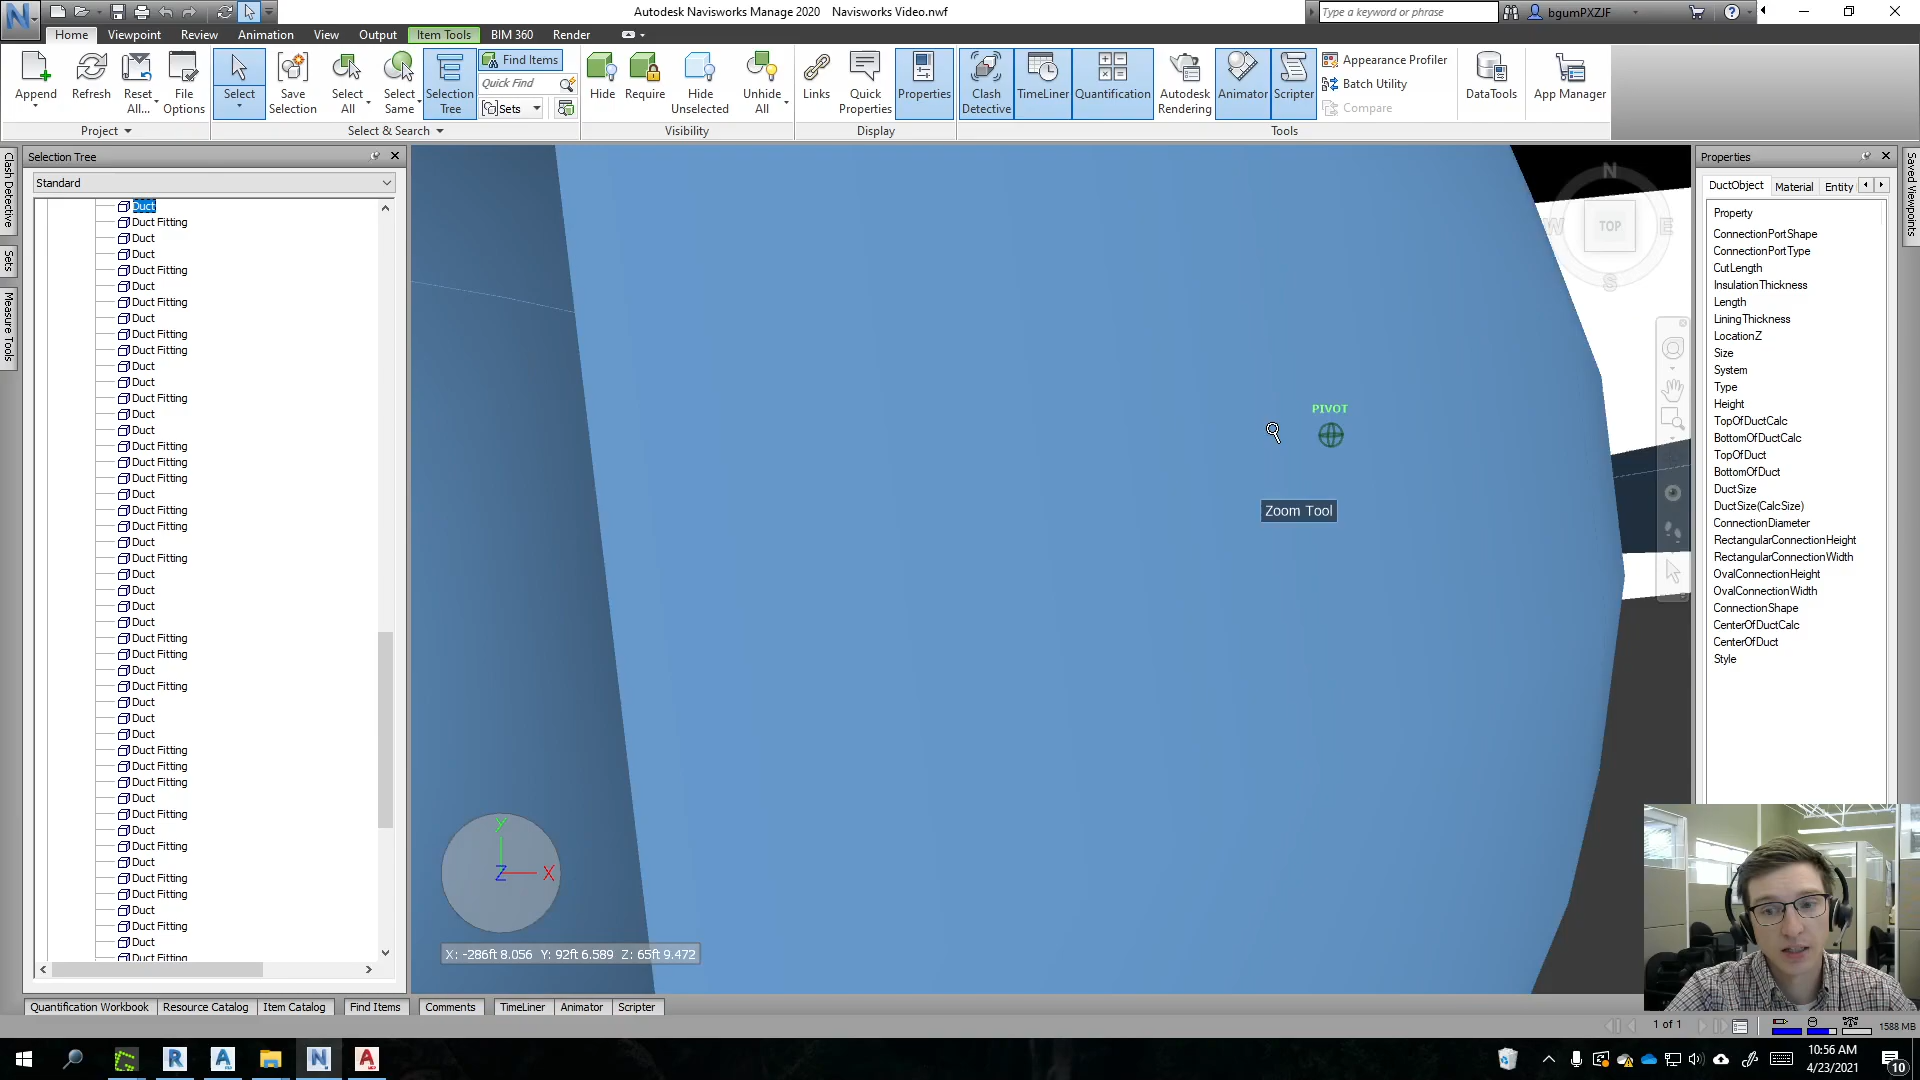 Autodesk Navisworks Manage 2020 Navisworks Video.nwf
Type a keyword or phrase
bgumPXZJF
Home Viewpoint Review Animation View Output Item Tools BIM 360 Render
Append
Refresh
Reset All...
File Options
Project
Select
Save Selection
Select All
Select Same
Selection Tree
Find Items
Quick Find
Sets
Select & Search
Hide
Require
Hide Unselected
Unhide All
Visibility
Links
Quick Properties
Properties
Display
Clash Detective
TimeLiner
Quantification
Autodesk Rendering
Animator
Scripter
Appearance Profiler
Batch Utility
Compare
DataTools
App Manager
Tools
Clash Detective
Sets
Measure Tools
Selection Tree
Standard
Duct
Duct Fitting
Duct
Duct
Duct Fitting
Duct
Duct Fitting
Duct
Duct Fitting
Duct Fitting
Duct
Duct
Duct Fitting
Duct
Duct
Duct Fitting
Duct Fitting
Duct Fitting
Duct
Duct Fitting
Duct Fitting
Duct
Duct Fitting
Duct
Duct
Duct
Duct
Duct Fitting
Duct Fitting
Duct
Duct Fitting
Duct
Duct
Duct
Duct Fitting
Duct Fitting
Duct Fitting
Duct
Duct Fitting
Duct
Duct Fitting
Duct
Duct Fitting
Duct Fitting
Duct
Duct Fitting
Duct
Duct Fitting
N
W TOP E
S
PIVOT
Zoom Tool
Y
Z X
X: -286ft 8.056 Y: 92ft 6.589 Z: 65ft 9.472
Properties
DuctObject Material Entity
Property
ConnectionPortShape
ConnectionPortType
CutLength
InsulationThickness
Length
LiningThickness
LocationZ
Size
System
Type
Height
TopOfDuctCalc
BottomOfDuctCalc
TopOfDuct
BottomOfDuct
DuctSize
DuctSize(CalcSize)
ConnectionDiameter
RectangularConnectionHeight
RectangularConnectionWidth
OvalConnectionHeight
OvalConnectionWidth
ConnectionShape
CenterOfDuctCalc
CenterOfDuct
Style
Saved Viewpoints
Quantification Workbook Resource Catalog Item Catalog Find Items Comments TimeLiner Animator Scripter
1 of 1
1588 MB
10:56 AM
4/23/2021
10